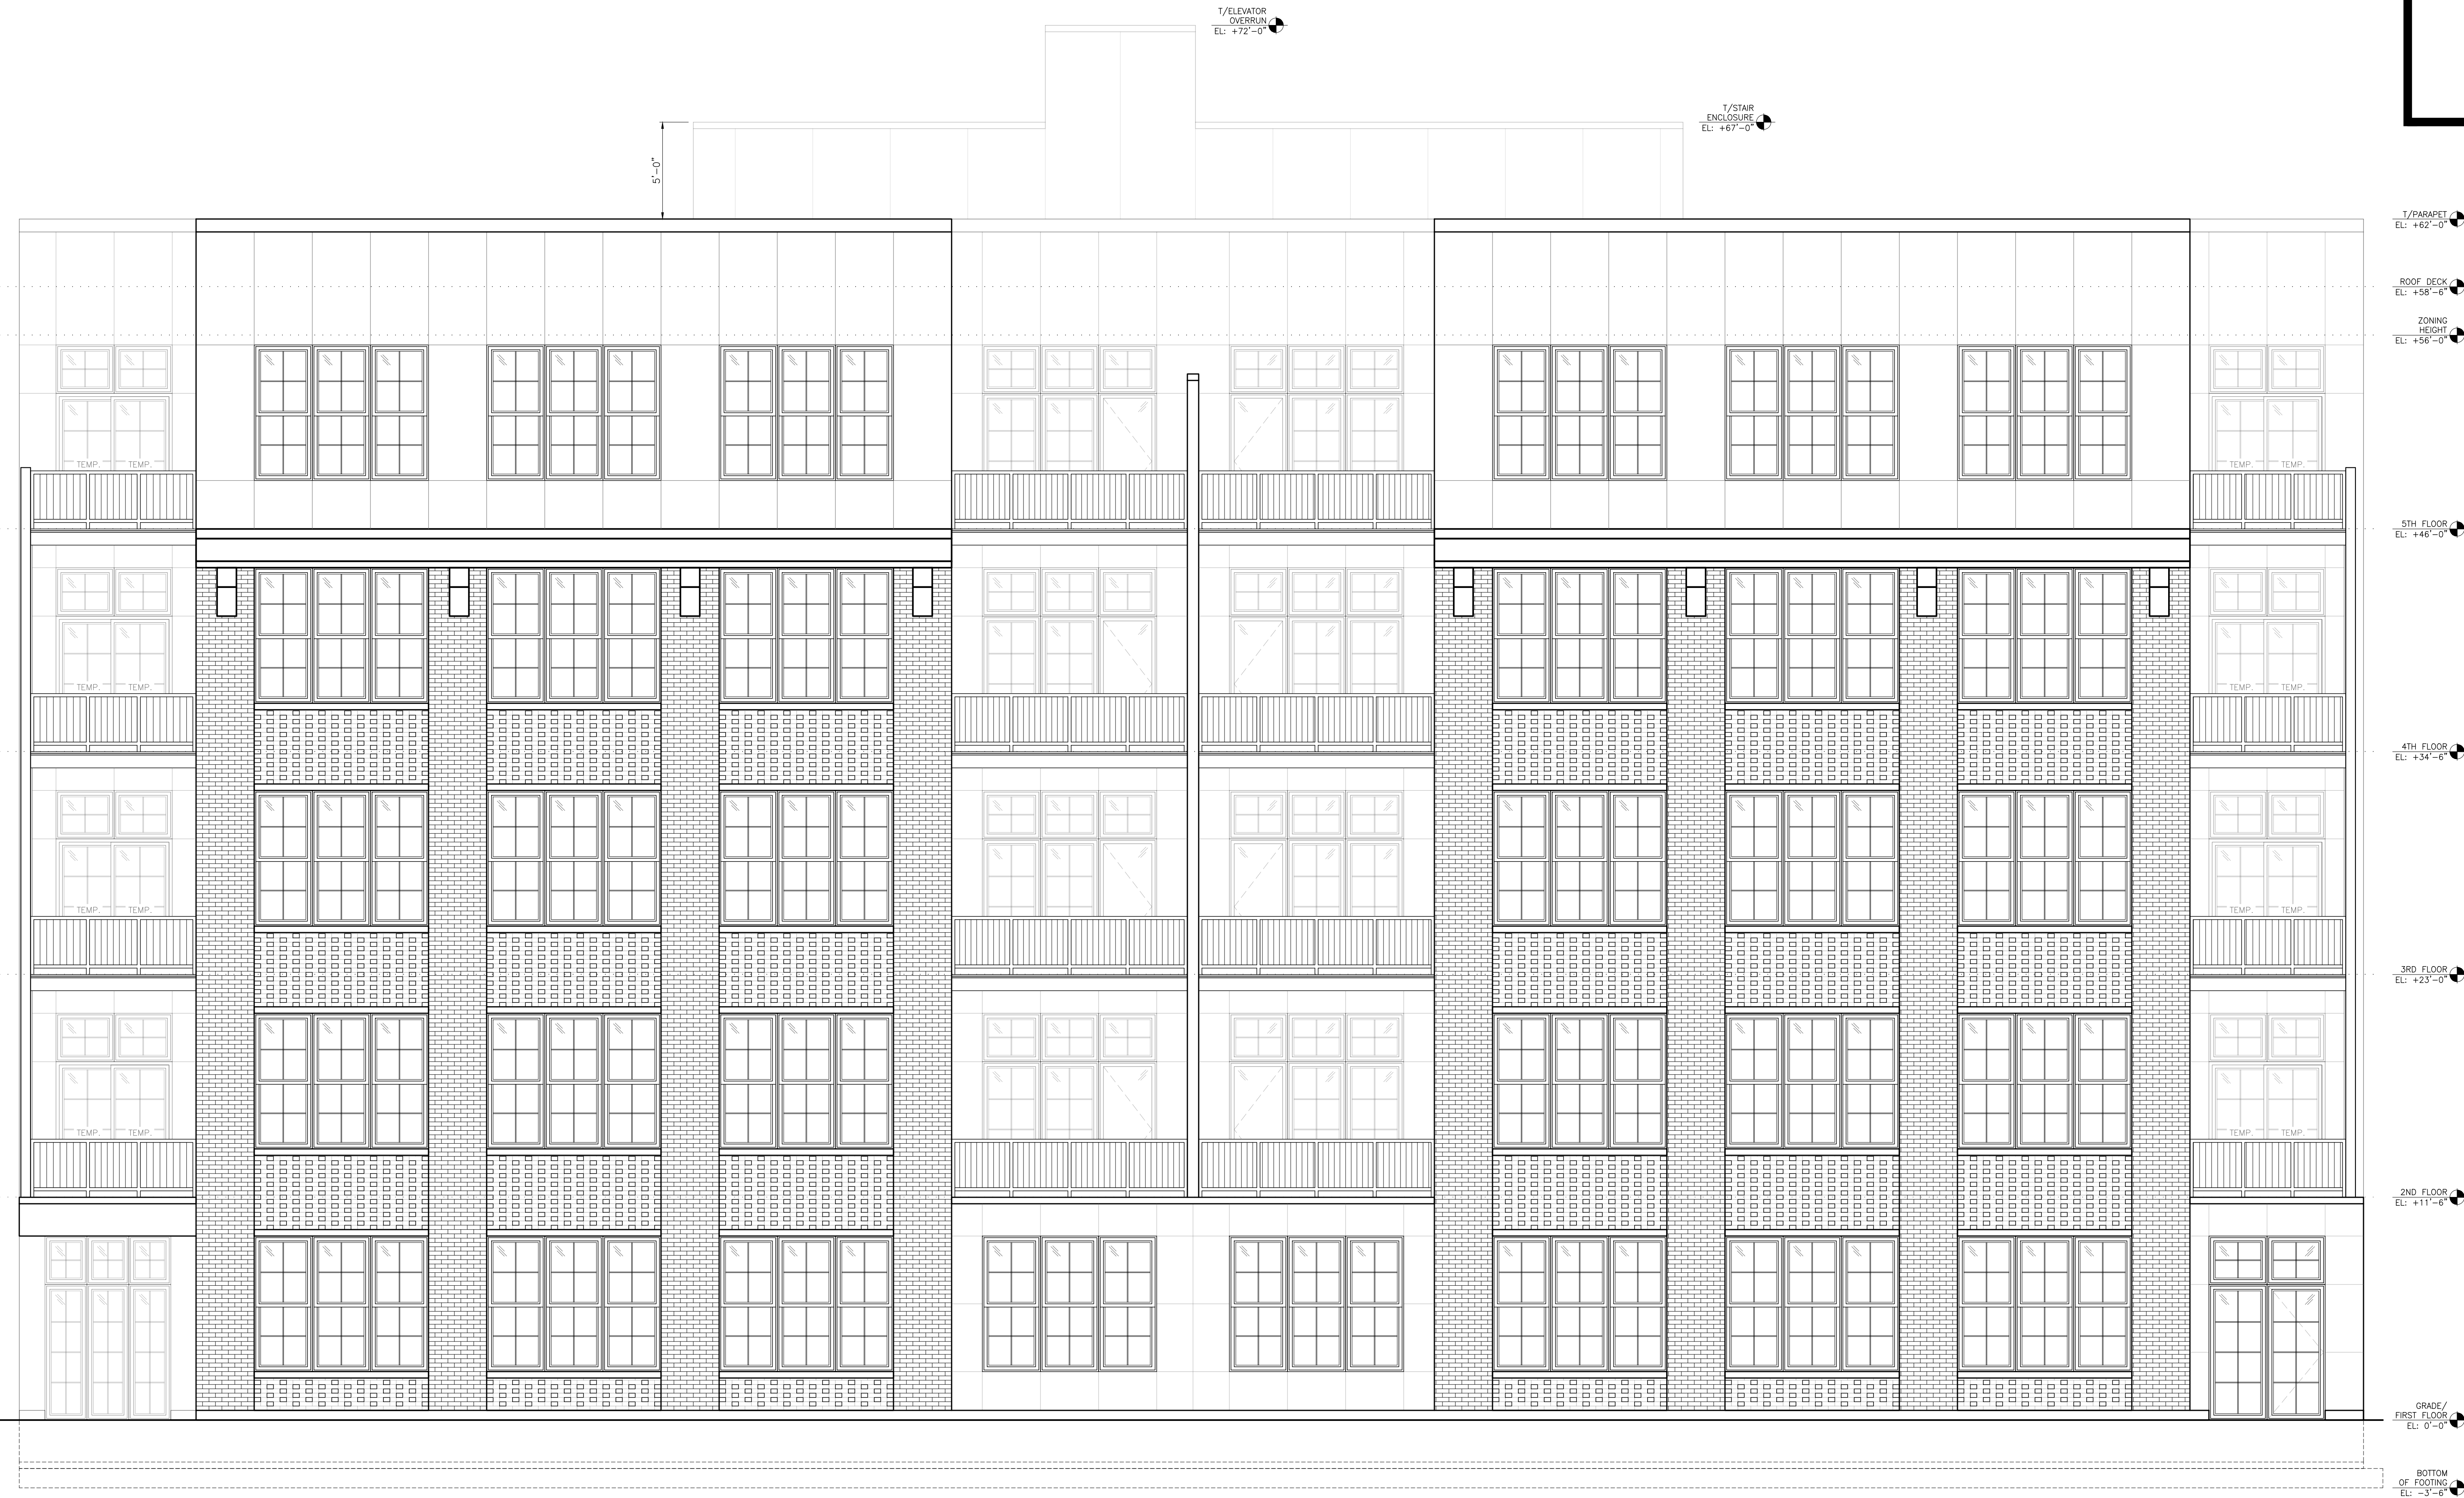 T/ELEVATOR
OVERRUN
EL: +72'-0"
T/STAIR
ENCLOSURE
EL: +67'-0"
5'-0"
T/PARAPET
EL: +62'-0"
ROOF DECK
EL: +58'-6"
ZONING
HEIGHT
EL: +56'-0"
TEMP. TEMP. TEMP. TEMP.
5TH FLOOR
EL: +46'-0"
TEMP. TEMP. TEMP. TEMP.
4TH FLOOR
EL: +34'-6"
TEMP. TEMP. TEMP. TEMP.
3RD FLOOR
EL: +23'-0"
TEMP. TEMP. TEMP. TEMP.
2ND FLOOR
EL: +11'-6"
GRADE/
FIRST FLOOR
EL: 0'-0"
BOTTOM
OF FOOTING
EL: -3'-6"